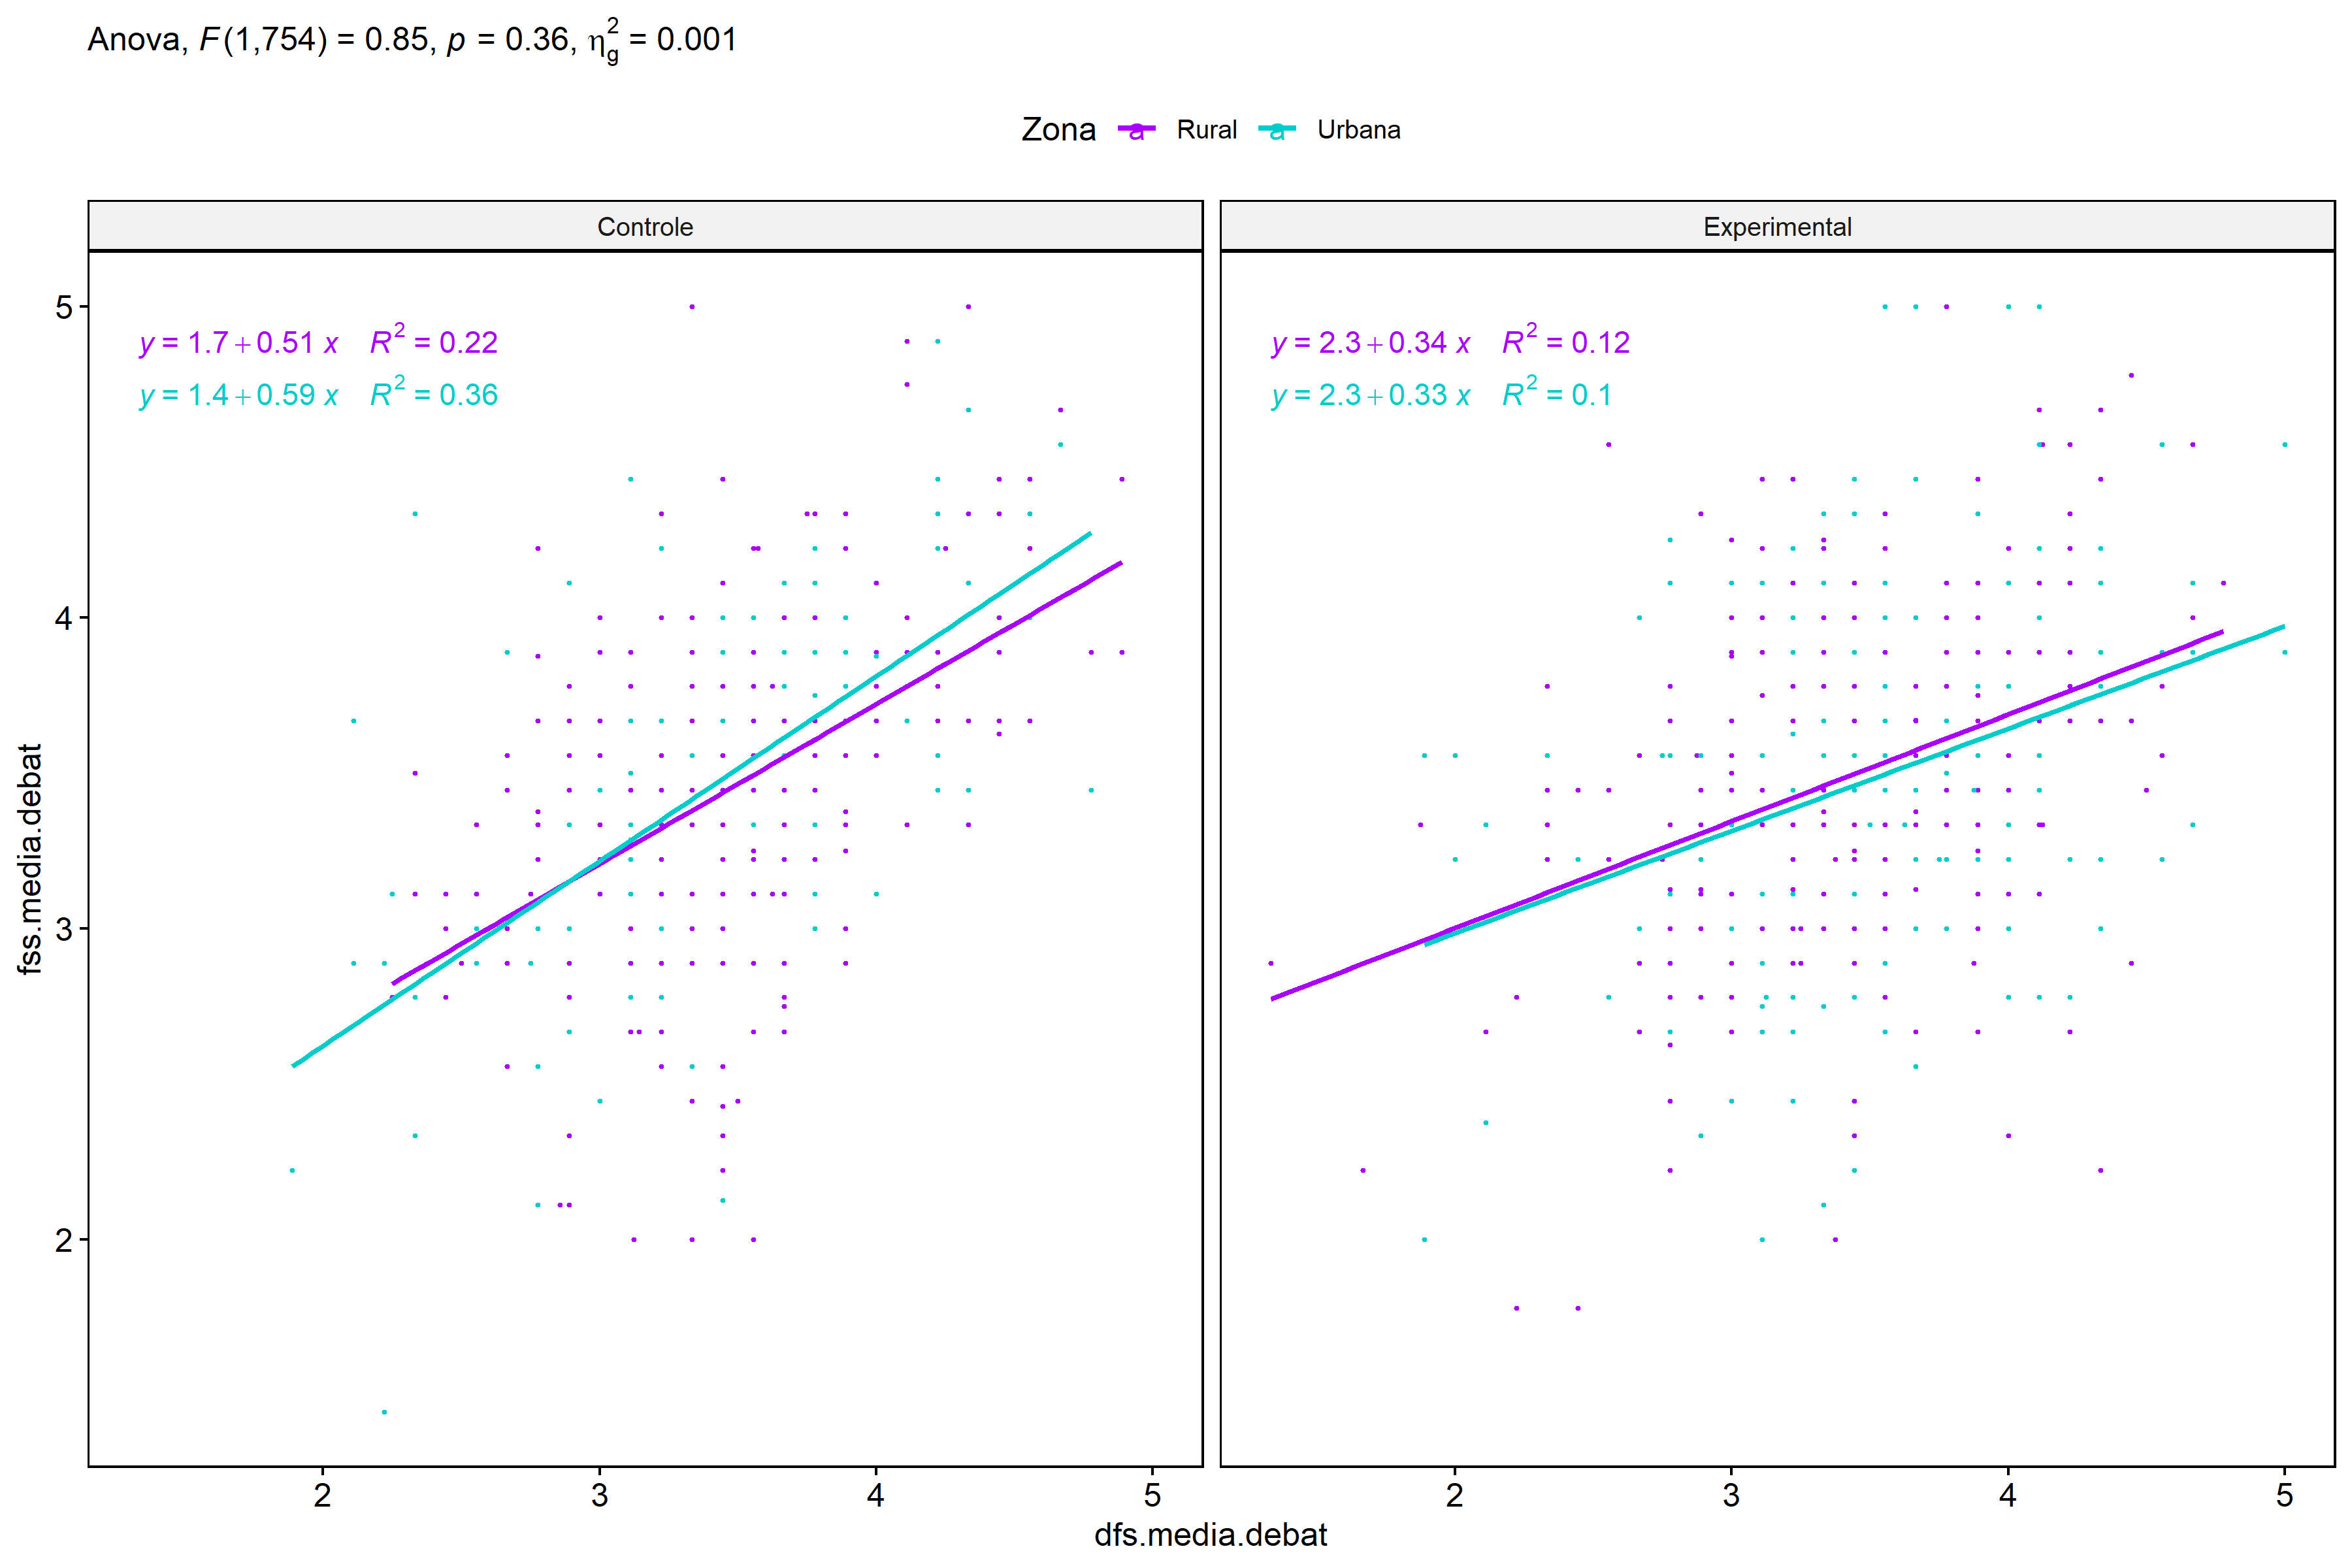 Anova, F(1,754) = 0.85, p = 0.36, η²g = 0.001
Zona a Rural a Urbana
Controle
Experimental
y = 1.7 + 0.51 x R² = 0.22
y = 1.4 + 0.59 x R² = 0.36
y = 2.3 + 0.34 x R² = 0.12
y = 2.3 + 0.33 x R² = 0.1
5
4
3
2
fss.media.debat
2 3 4 5
2 3 4 5
dfs.media.debat